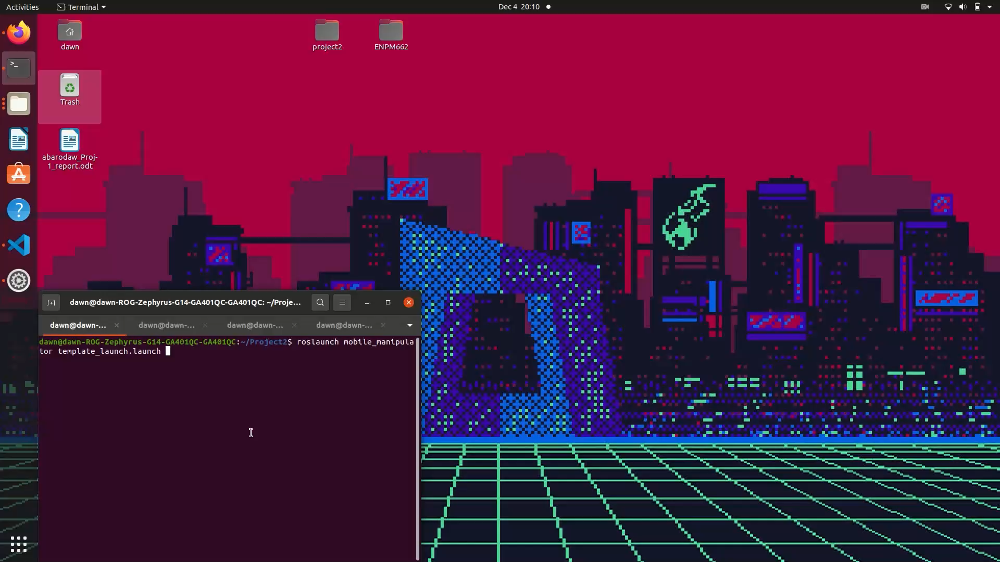 Activities
Terminal
Dec 4 20:10
dawn
project2
ENPM662
Trash
abarodaw_Proj-
1_report.odt
dawn@dawn-ROG-Zephyrus-G14-GA401QC-GA401QC: ~/Proje...
dawn@dawn-...
dawn@dawn-...
dawn@dawn-...
dawn@dawn-...
dawn@dawn-ROG-Zephyrus-G14-GA401QC-GA401QC:~/Project2$ roslaunch mobile_manipula
tor template_launch.launch